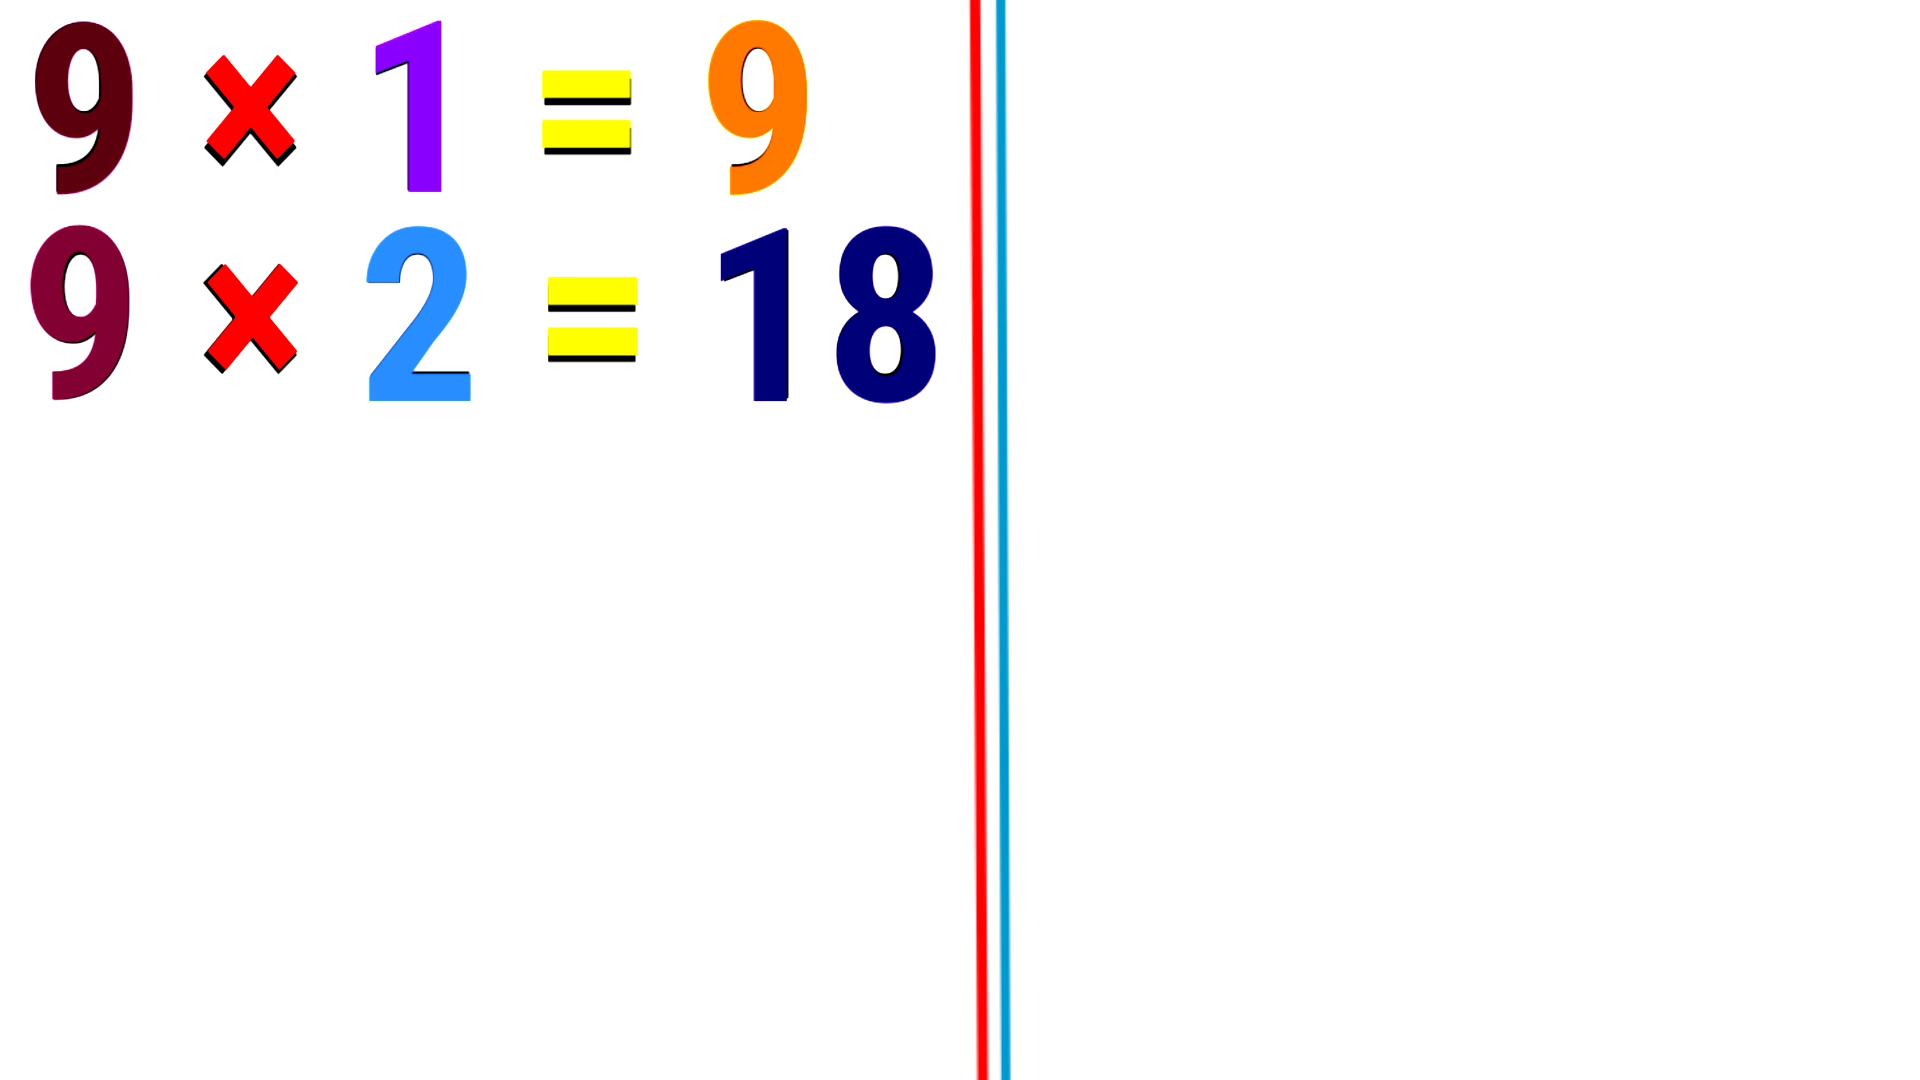 9 × 1 = 9
9 × 2 = 18